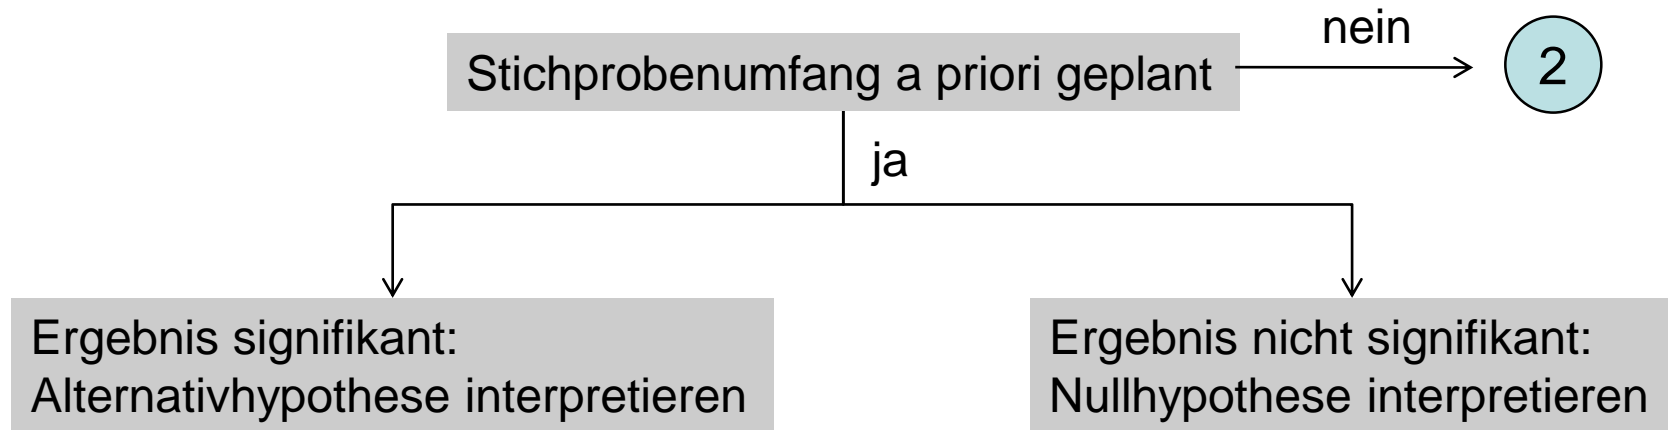 nein
Stichprobenumfang a priori geplant
2
ja
Ergebnis signifikant:
Alternativhypothese interpretieren
Ergebnis nicht signifikant:
Nullhypothese interpretieren